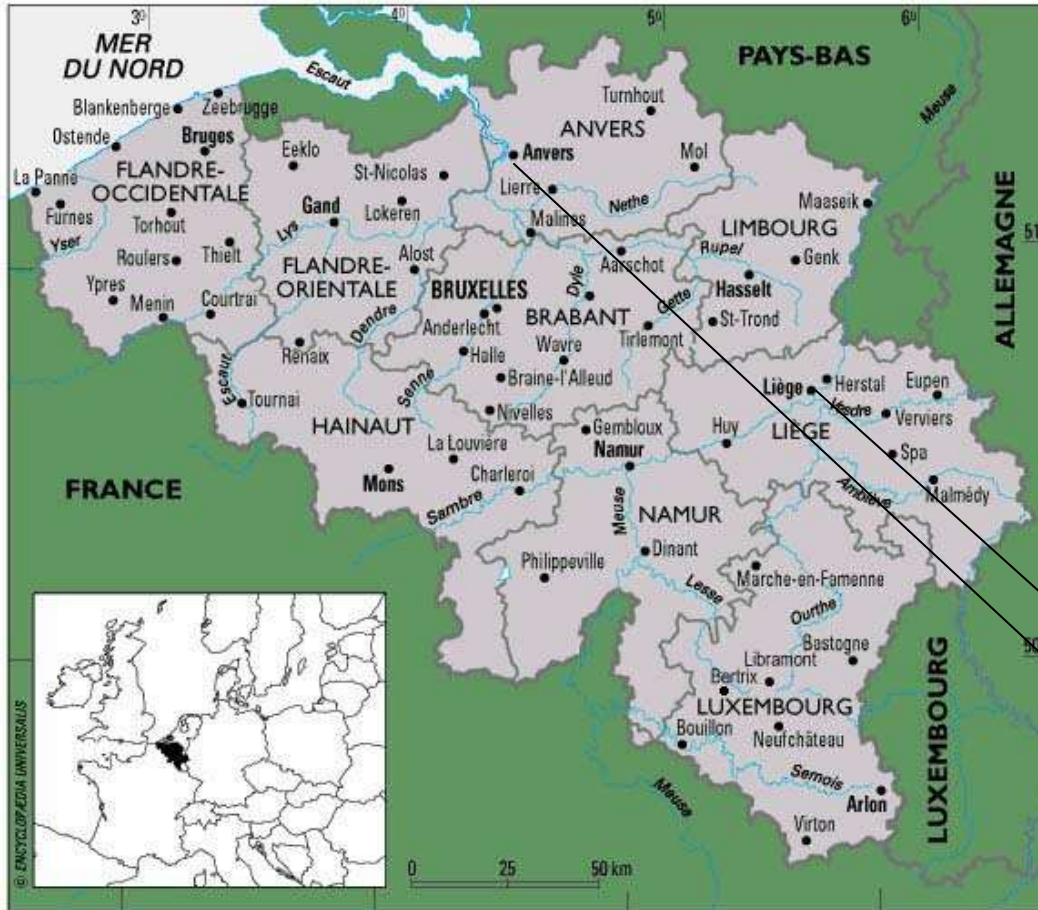 3°
4
5
6
MER
DU NORD
Escaut
PAYS-BAS
Meuse
Blankenberge
Zeebrugge
Turnhout
Ostende
Bruges
ANVERS
Eeklo
Anvers
La Panne
FLANDRE-
OCCIDENTALE
St-Nicolas
Mol
Lierre
Furnes
Torhout
Gand
Lokeren
Nethe
Maaseik
ALLEMAGNE
Yser
Lys
Malines
LIMBOURG
51
Roulers
Thielt
Alost
Aarschot
Rupel
Genk
FLANDRE-
ORIENTALE
Dyle
Ypres
BRUXELLES
Hasselt
Menin
Courtrai
Dendre
Anderlecht
BRABANT
Gette
St-Trond
Renaix
Halle
Wavre
Tirlemont
Escaut
Senne
Braine-l'Alleud
Liège
Herstal
Eupen
Tournai
Nivelles
Vesdre
Verviers
HAINAUT
Gembloux
Huy
LIÈGE
La Louvière
Namur
Spa
FRANCE
Mons
Charleroi
Amblève
Malmédy
Sambre
Meuse
NAMUR
Philippeville
Dinant
Marche-en-Famenne
Lesse
Ourthe
Bastogne
50
Libramont
Bertrix
LUXEMBOURG
LUXEMBOURG
Bouillon
Neufchâteau
Semois
Meuse
Arlon
Virton
0 25 50 km
© ENCYCLOPÆDIA UNIVERSALIS